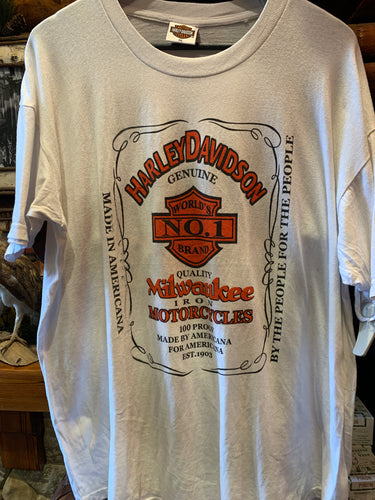 HARLEY DAVIDSON
GENUINE
WORLD'S
NO.1
BRAND
QUALITY
Milwaukee
IRON
MOTORCYCLES
100 PROOF
MADE BY AMERICANA
FOR AMERICANA
EST.1903
MADE IN AMERICANA
BY THE PEOPLE FOR THE PEOPLE